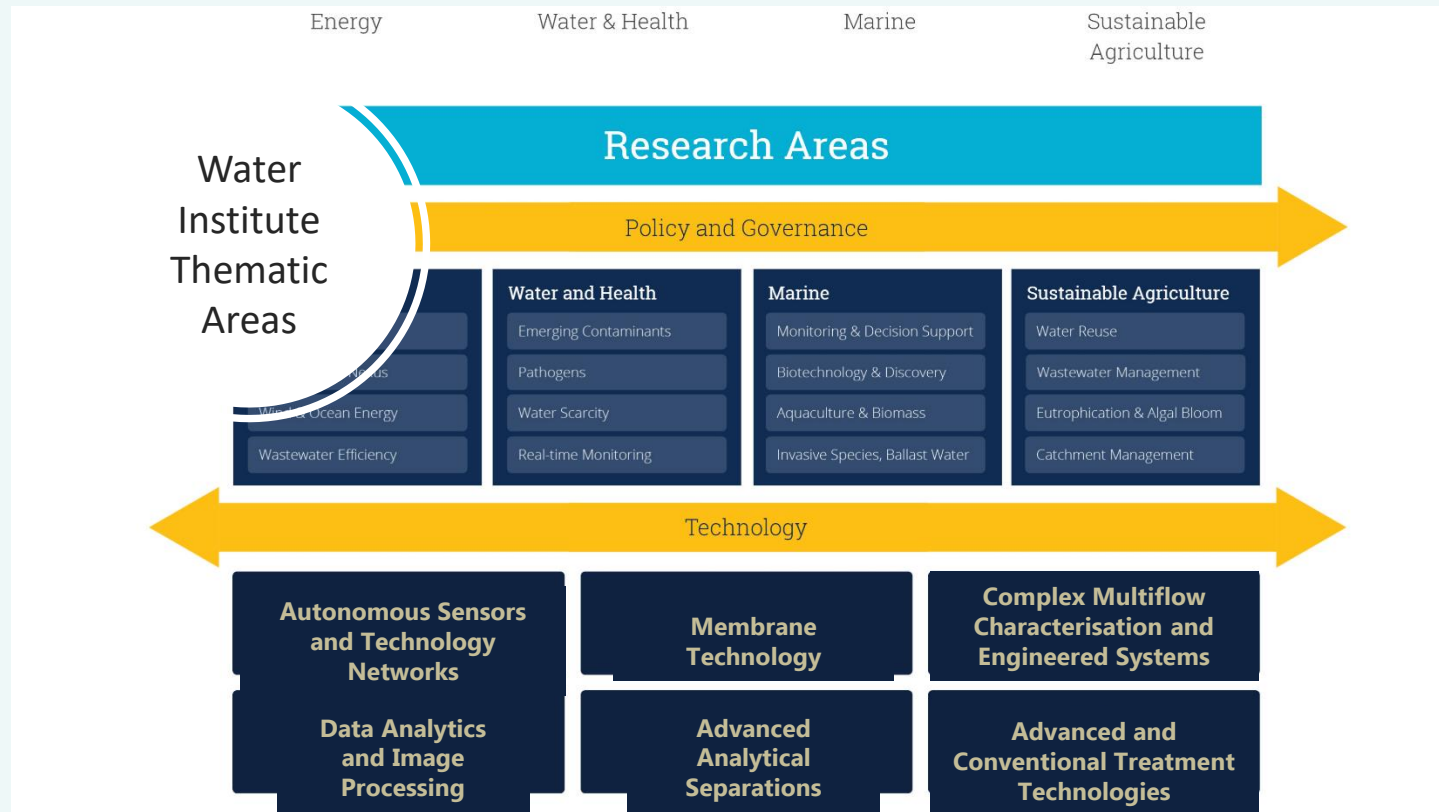 Energy
Water & Health
Marine
Sustainable
Agriculture
Research Areas
Water
Institute
Thematic
Areas
Policy and Governance
Water and Health
Emerging Contaminants
Pathogens
Water Scarcity
Real-time Monitoring
Marine
Monitoring & Decision Support
Biotechnology & Discovery
Aquaculture & Biomass
Invasive Species, Ballast Water
Sustainable Agriculture
Water Reuse
Wastewater Management
Eutrophication & Algal Bloom
Catchment Management
Nexus
Wind & Ocean Energy
Wastewater Efficiency
Technology
Autonomous Sensors
and Technology
Networks
Membrane
Technology
Complex Multiflow
Characterisation and
Engineered Systems
Data Analytics
and Image
Processing
Advanced
Analytical
Separations
Advanced and
Conventional Treatment
Technologies